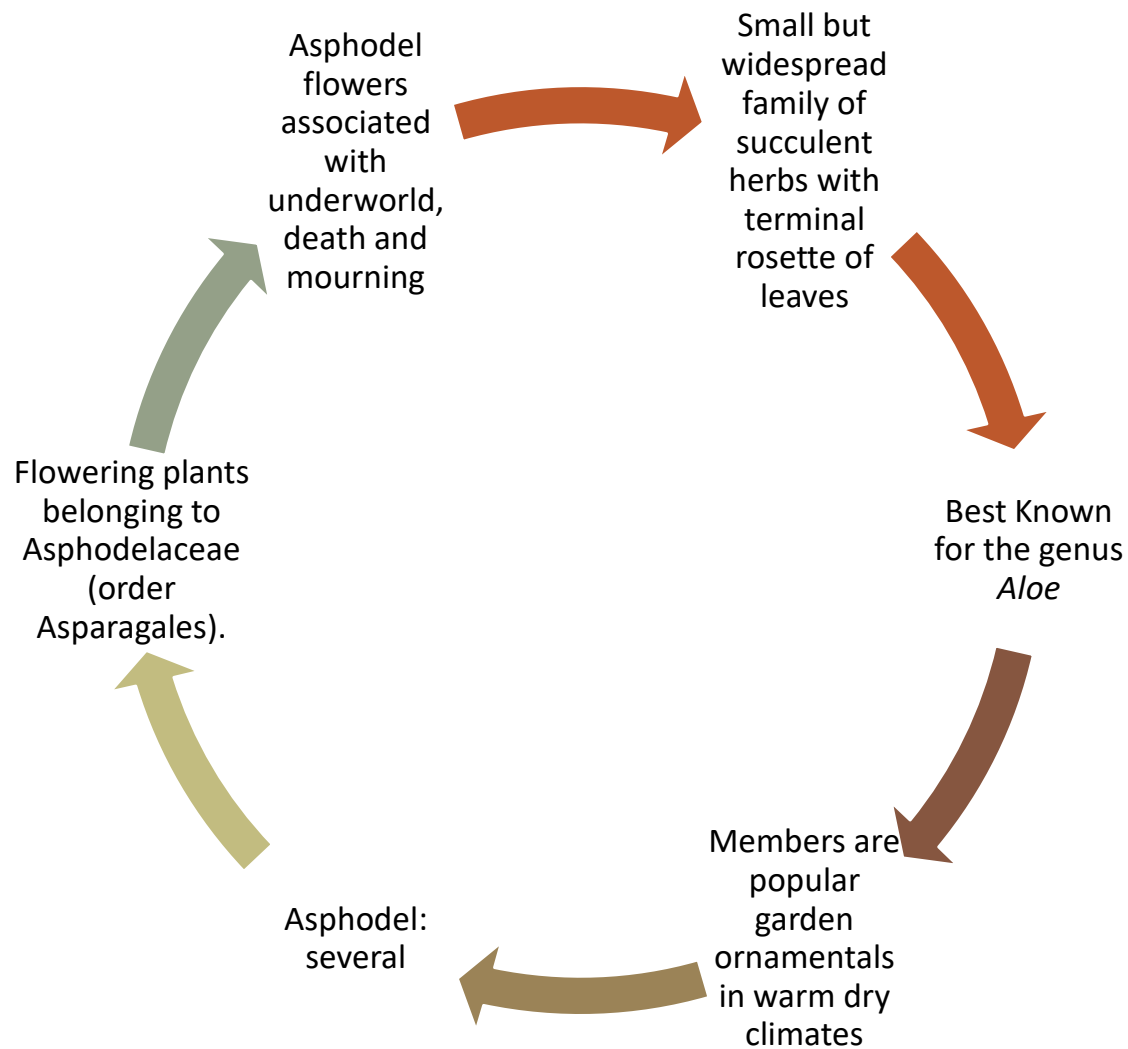 Small but
widespread
family of
succulent
herbs with
terminal
rosette of
leaves
Best Known
for the genus
Aloe
Members are
popular
garden
ornamentals
in warm dry
climates
Asphodel:
several
Flowering plants
belonging to
Asphodelaceae
(order
Asparagales).
Asphodel
flowers
associated
with
underworld,
death and
mourning